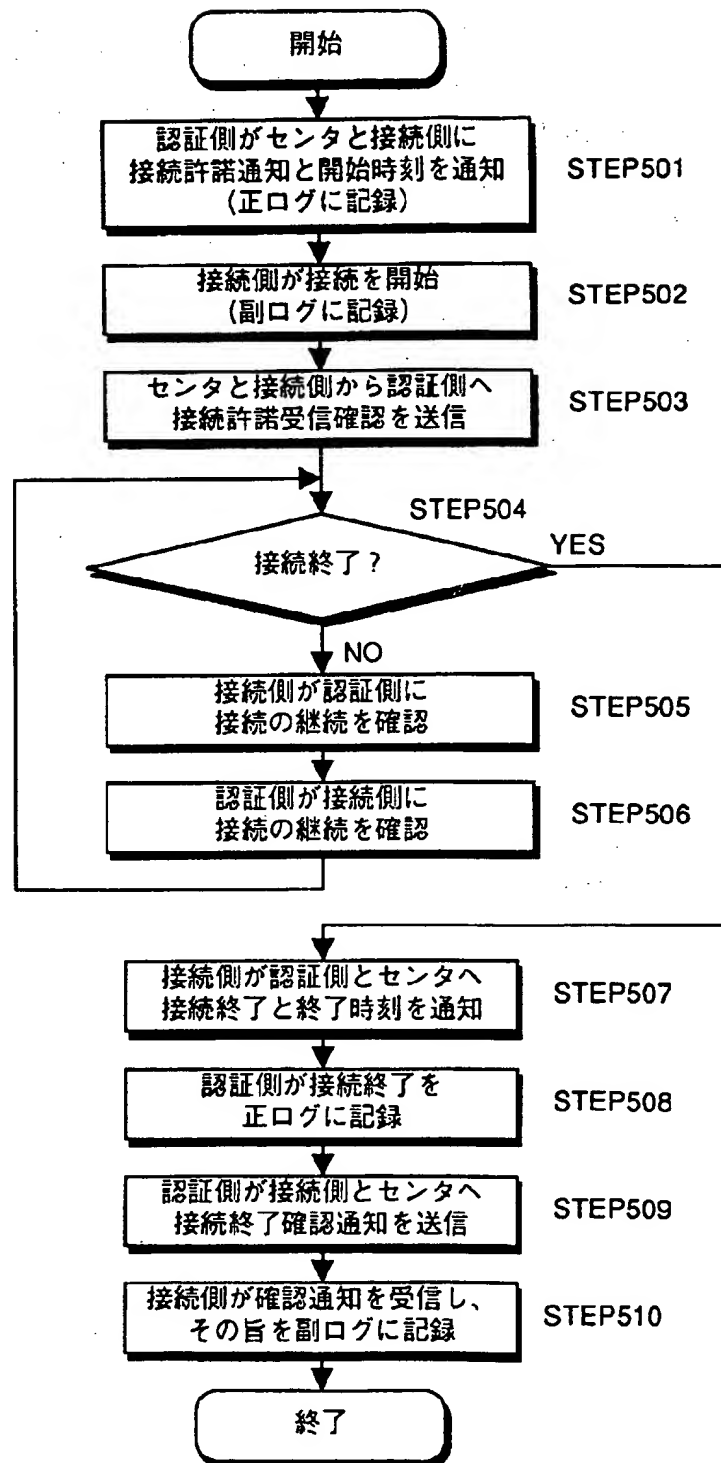 開始
認証側がセンタと接続側に
接続許諾通知と開始時刻を通知
(正ログに記録)
STEP501
接続側が接続を開始
(副ログに記録)
STEP502
センタと接続側から認証側へ
接続許諾受信確認を送信
STEP503
STEP504
接続終了?
YES
NO
接続側が認証側に
接続の継続を確認
STEP505
認証側が接続側に
接続の継続を確認
STEP506
接続側が認証側とセンタへ
接続終了と終了時刻を通知
STEP507
認証側が接続終了を
正ログに記録
STEP508
認証側が接続側とセンタへ
接続終了確認通知を送信
STEP509
接続側が確認通知を受信し、
その旨を副ログに記録
STEP510
終了